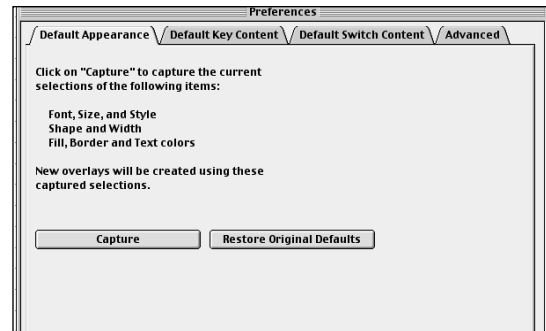 Preferences
Default Appearance Default Key Content Default Switch Content Advanced
Click on "Capture" to capture the current
selections of the following items:
Font, Size, and Style
Shape and Width
Fill, Border and Text colors
New overlays will be created using these
captured selections.
Capture Restore Original Defaults